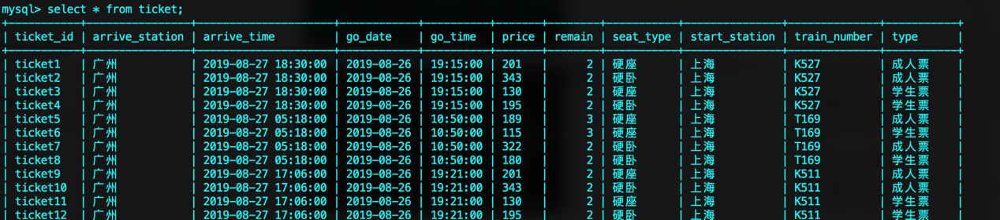 mysql> select * from ticket;
+-----------+-----------------+---------------------+------------+----------+-------+--------+-----------+---------------+--------------+-----------+
| ticket_id | arrive_station | arrive_time | go_date | go_time | price | remain | seat_type | start_station | train_number | type |
+-----------+-----------------+---------------------+------------+----------+-------+--------+-----------+---------------+--------------+-----------+
| ticket1 | 广州 | 2019-08-27 18:30:00 | 2019-08-26 | 19:15:00 | 201 | 2 | 硬座 | 上海 | K527 | 成人票 |
| ticket2 | 广州 | 2019-08-27 18:30:00 | 2019-08-26 | 19:15:00 | 343 | 2 | 硬卧 | 上海 | K527 | 成人票 |
| ticket3 | 广州 | 2019-08-27 18:30:00 | 2019-08-26 | 19:15:00 | 130 | 2 | 硬座 | 上海 | K527 | 学生票 |
| ticket4 | 广州 | 2019-08-27 18:30:00 | 2019-08-26 | 19:15:00 | 195 | 2 | 硬卧 | 上海 | K527 | 学生票 |
| ticket5 | 广州 | 2019-08-27 05:18:00 | 2019-08-26 | 10:50:00 | 189 | 3 | 硬座 | 上海 | T169 | 成人票 |
| ticket6 | 广州 | 2019-08-27 05:18:00 | 2019-08-26 | 10:50:00 | 115 | 3 | 硬座 | 上海 | T169 | 学生票 |
| ticket7 | 广州 | 2019-08-27 05:18:00 | 2019-08-26 | 10:50:00 | 322 | 2 | 硬卧 | 上海 | T169 | 成人票 |
| ticket8 | 广州 | 2019-08-27 05:18:00 | 2019-08-26 | 10:50:00 | 180 | 2 | 硬卧 | 上海 | T169 | 学生票 |
| ticket9 | 广州 | 2019-08-27 17:06:00 | 2019-08-26 | 19:21:00 | 201 | 2 | 硬座 | 上海 | K511 | 成人票 |
| ticket10 | 广州 | 2019-08-27 17:06:00 | 2019-08-26 | 19:21:00 | 343 | 2 | 硬卧 | 上海 | K511 | 成人票 |
| ticket11 | 广州 | 2019-08-27 17:06:00 | 2019-08-26 | 19:21:00 | 130 | 2 | 硬座 | 上海 | K511 | 学生票 |
| ticket12 | 广州 | 2019-08-27 17:06:00 | 2019-08-26 | 19:21:00 | 195 | 2 | 硬卧 | 上海 | K511 | 学生票 |